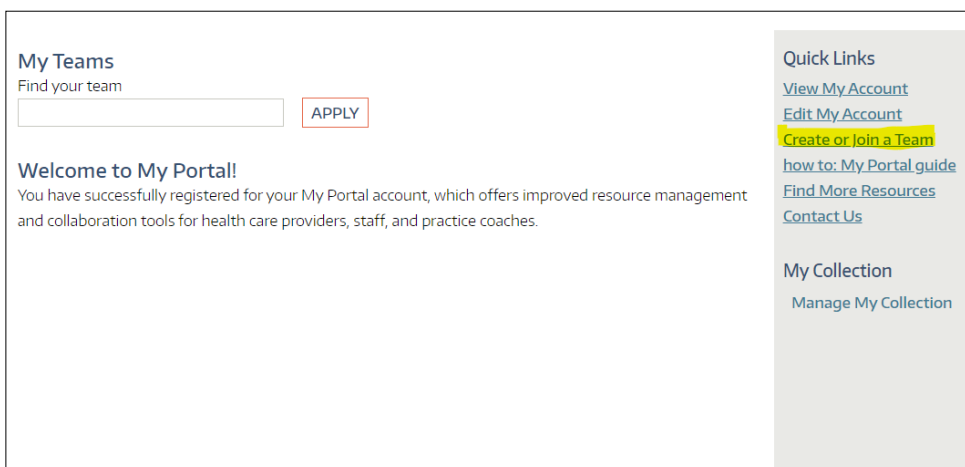 My Teams
Find your team
APPLY
Welcome to My Portal!
You have successfully registered for your My Portal account, which offers improved resource management
and collaboration tools for health care providers, staff, and practice coaches.
Quick Links
View My Account
Edit My Account
Create or Join a Team
how to: My Portal guide
Find More Resources
Contact Us
My Collection
Manage My Collection